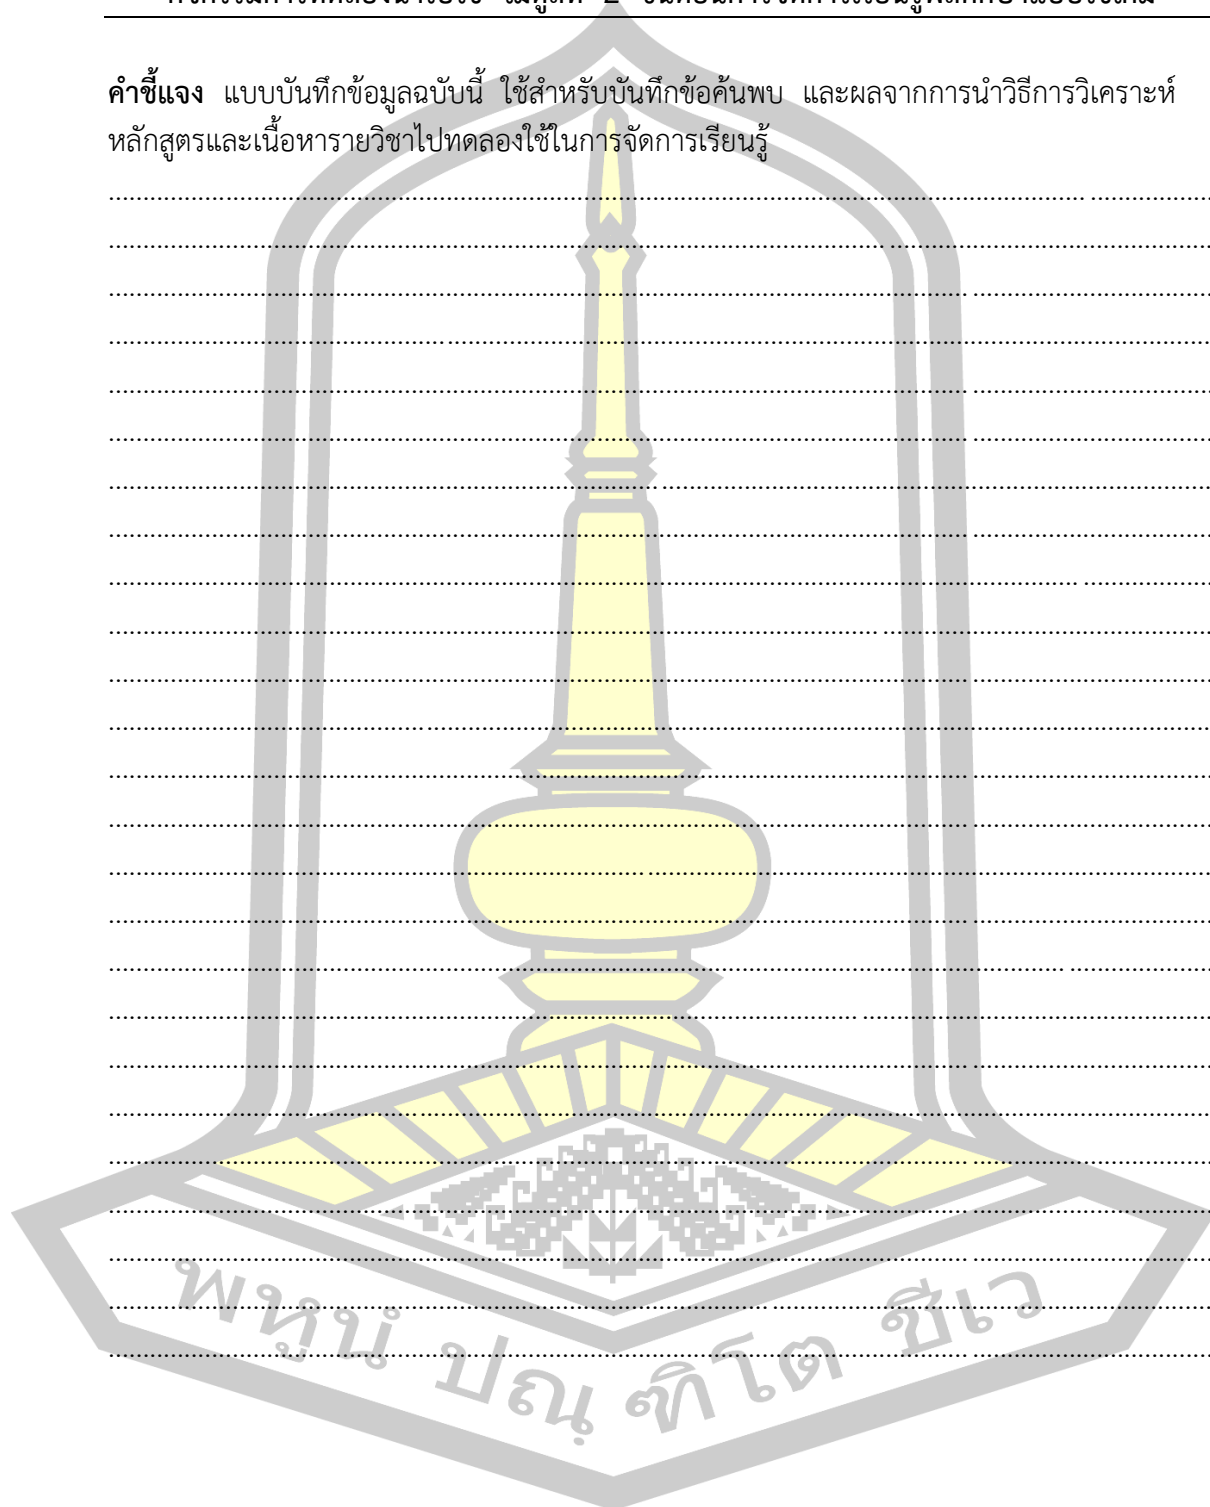 คำชี้แจง แบบบันทึกข้อมูลฉบับนี้ ใช้สำหรับบันทึกข้อค้นพบ และผลจากการนำวิธีการวิเคราะห์
หลักสูตรและเนื้อหารายวิชาไปทดลองใช้ในการจัดการเรียนรู้
พหูนํ ปณฺฑิโต ชีเว